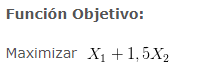 Función Objetivo:
Maximizar X₁ + 1,5X₂